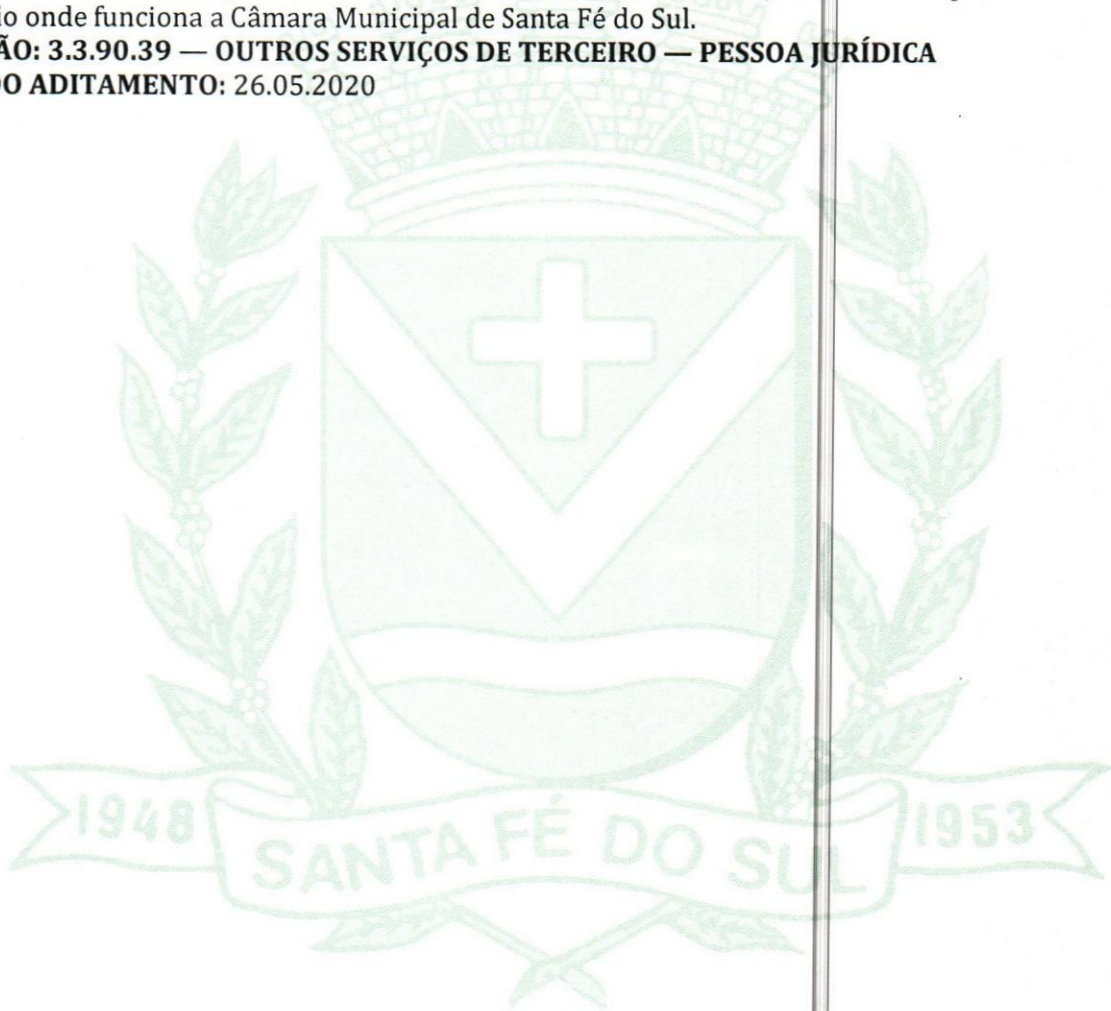 io onde funciona a Câmara Municipal de Santa Fé do Sul.
ÃO: 3.3.90.39 — OUTROS SERVIÇOS DE TERCEIRO — PESSOA JURÍDICA
DO ADITAMENTO: 26.05.2020
1948 SANTA FÉ DO SUL 1953